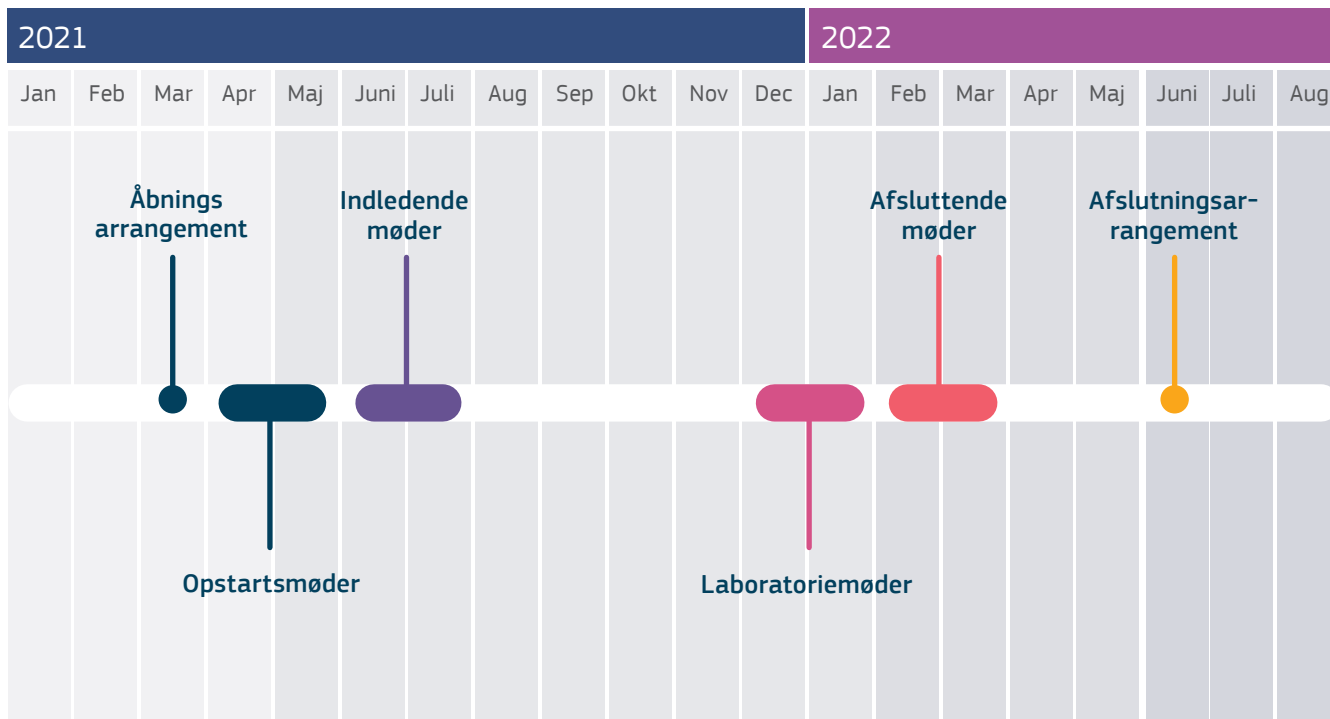 2021
2022
Jan Feb Mar Apr Maj Juni Juli Aug Sep Okt Nov Dec Jan Feb Mar Apr Maj Juni Juli Aug
Åbnings
arrangement
Indledende
møder
Afsluttende
møder
Afslutningsar-
rangement
Opstartsmøder
Laboratoriemøder